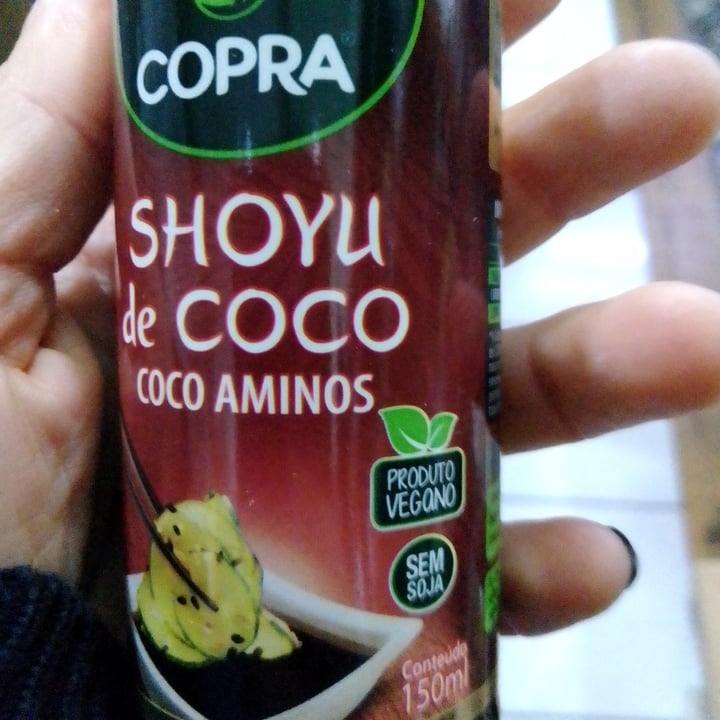 COPRA
SHOYU
de COCO
COCO AMINOS
PRODUTO
VEGANO
SEM
SOJA
Conteúdo
150ml